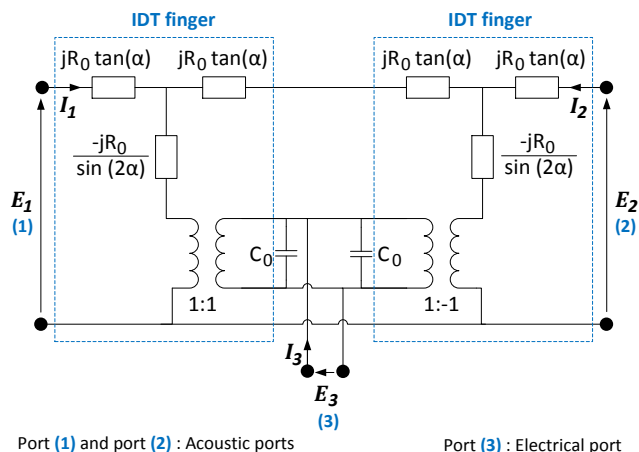 IDT finger IDT finger
jR₀ tan(α) jR₀ tan(α) jR₀ tan(α) jR₀ tan(α)
I₁ I₂
-jR₀ -jR₀
sin (2α) sin (2α)
E₁ E₂
(1) (2)
C₀ C₀
1:1 1:-1
I₃
E₃
(3)
Port (1) and port (2) : Acoustic ports Port (3) : Electrical port